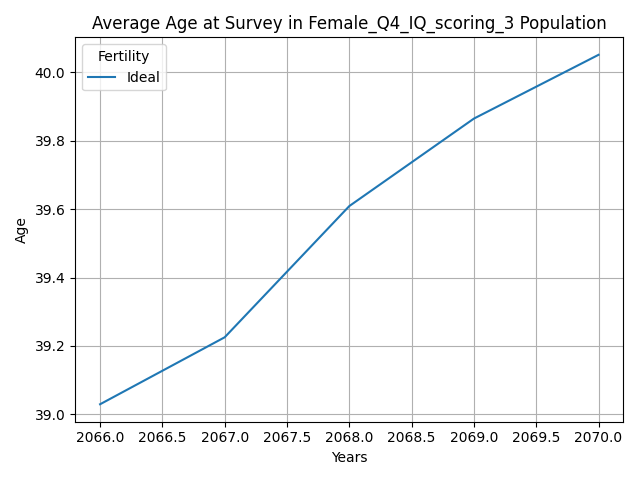 Average Age at Survey in Female_Q4_IQ_scoring_3 Population
Fertility
Ideal
Age
40.0
39.8
39.6
39.4
39.2
39.0
2066.0 2066.5 2067.0 2067.5 2068.0 2068.5 2069.0 2069.5 2070.0
Years